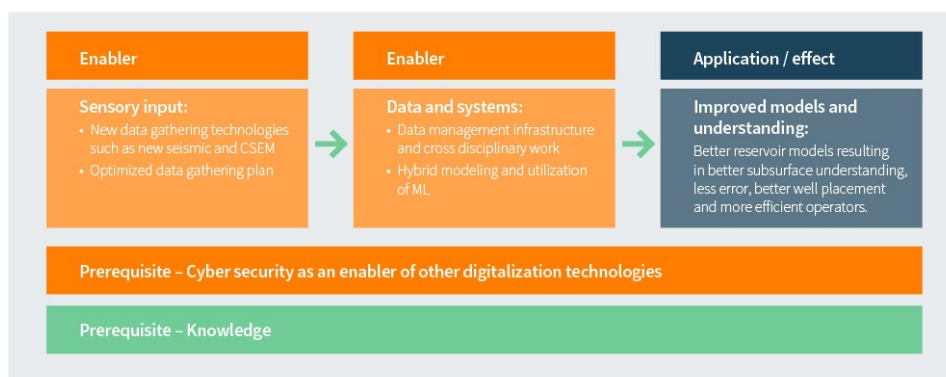 Enabler
Sensory input:
• New data gathering technologies
such as new seismic and CSEM
• Optimized data gathering plan
Enabler
Data and systems:
• Data management infrastructure
and cross disciplinary work
• Hybrid modeling and utilization
of ML
Application / effect
Improved models and
understanding:
Better reservoir models resulting
in better subsurface understanding,
less error, better well placement
and more efficient operators.
Prerequisite – Cyber security as an enabler of other digitalization technologies
Prerequisite – Knowledge